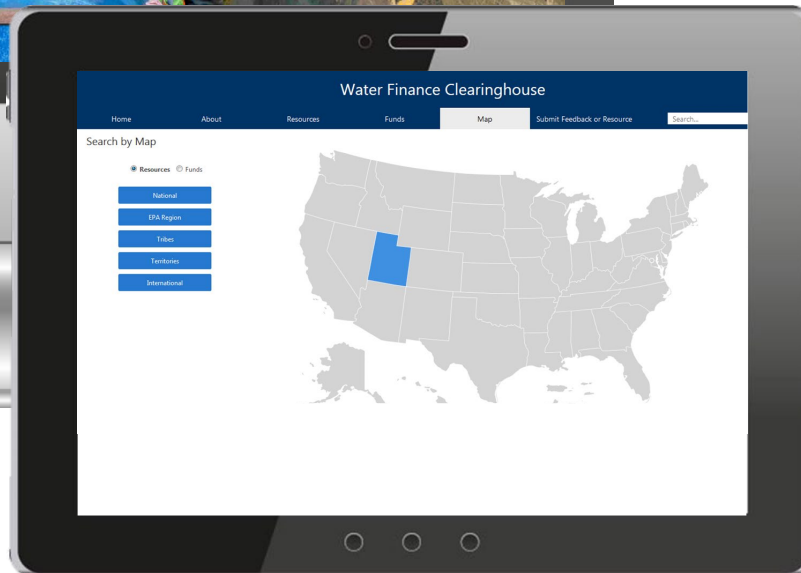 Water Finance Clearinghouse
Home About Resources Funds Map Submit Feedback or Resource Search...
Search by Map
Resources Funds
National
EPA Region
Tribes
Territories
International